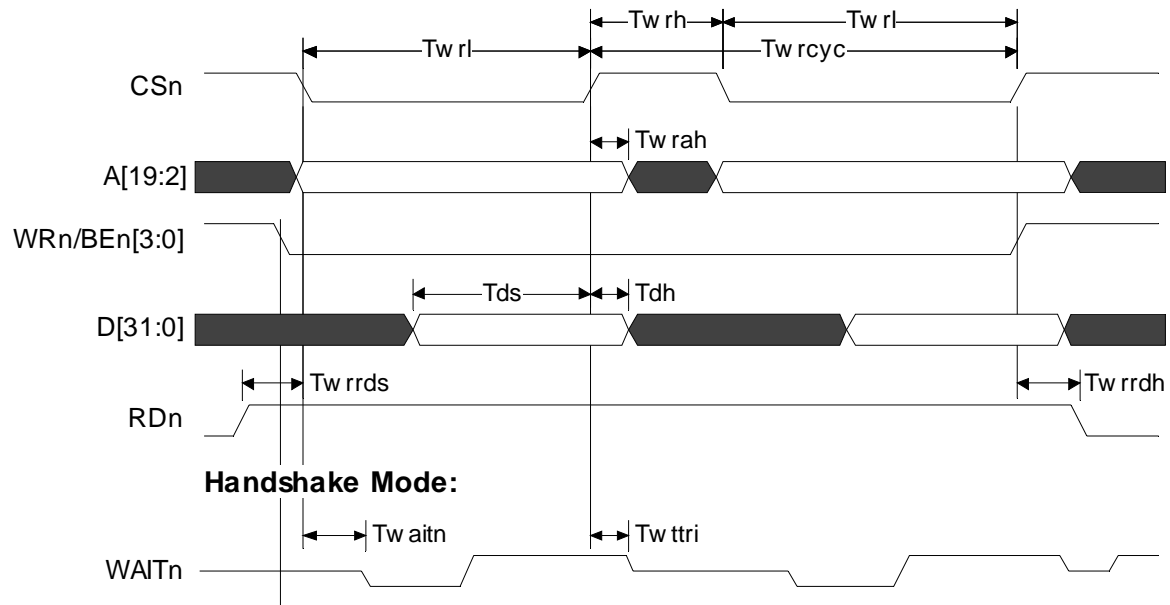 Tw rh
Tw rl
Tw rl
Tw rcyc
CSn
Tw rah
A[19:2]
WRn/BEn[3:0]
Tds
Tdh
D[31:0]
Tw rrds
Tw rrdh
RDn
Handshake Mode:
Tw aitn
Tw ttri
WAITn